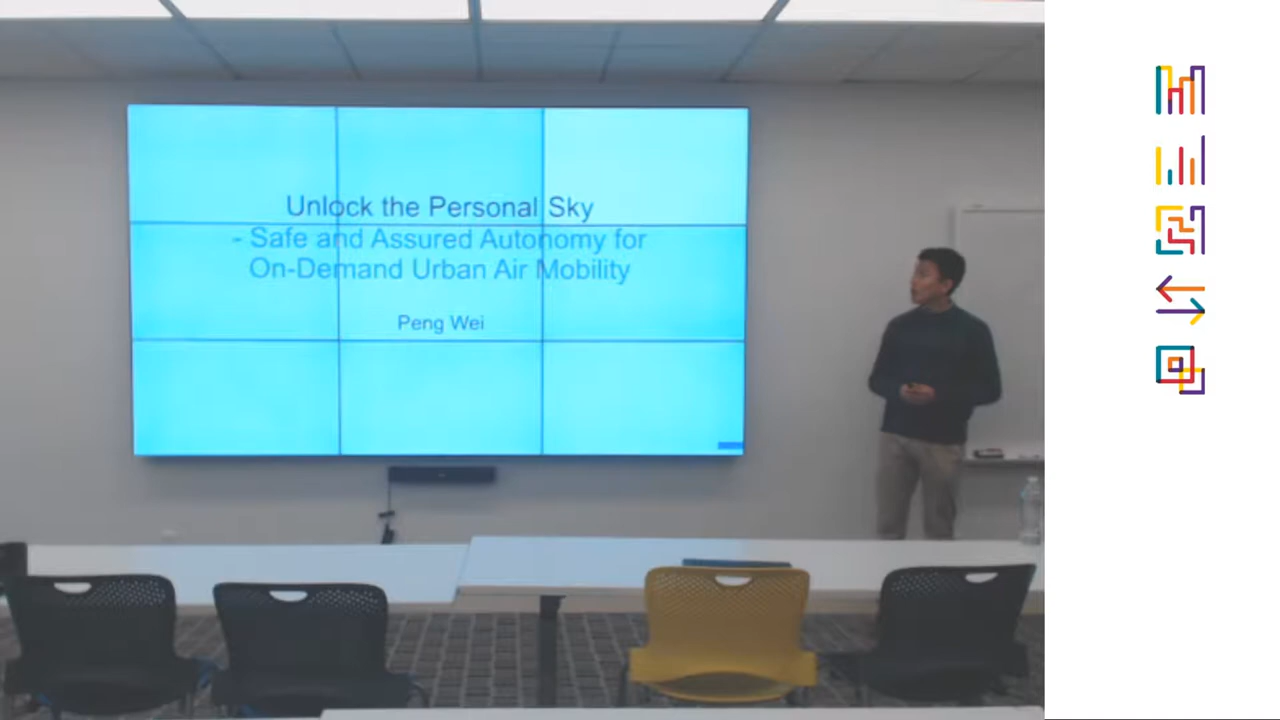 Unlock the Personal Sky
- Safe and Assured Autonomy for
On-Demand Urban Air Mobility
Peng Wei